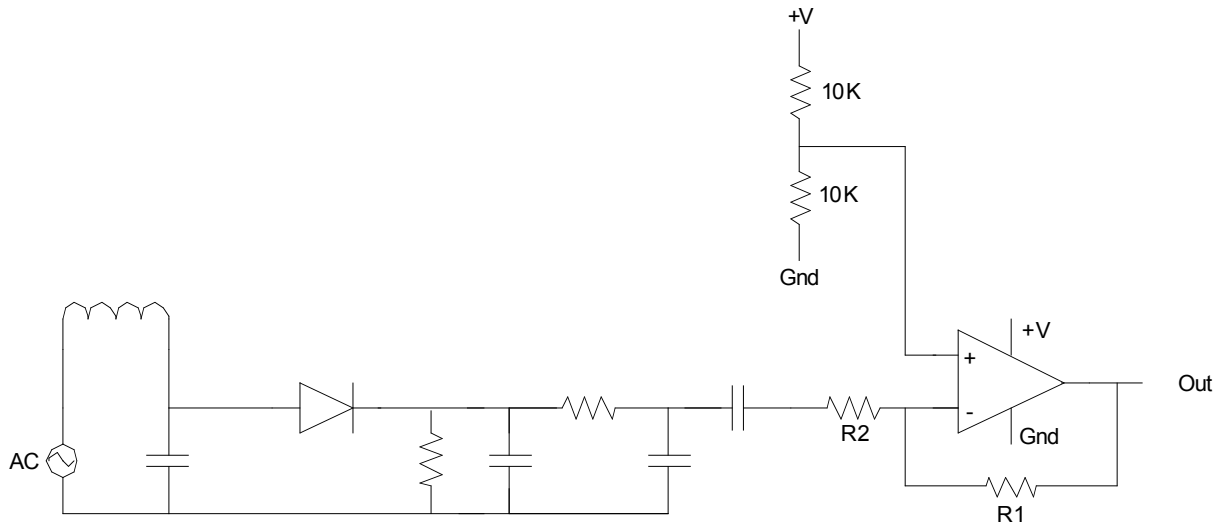 +V
10K
10K
Gnd
+V
+
Out
-
R2
Gnd
AC
R1